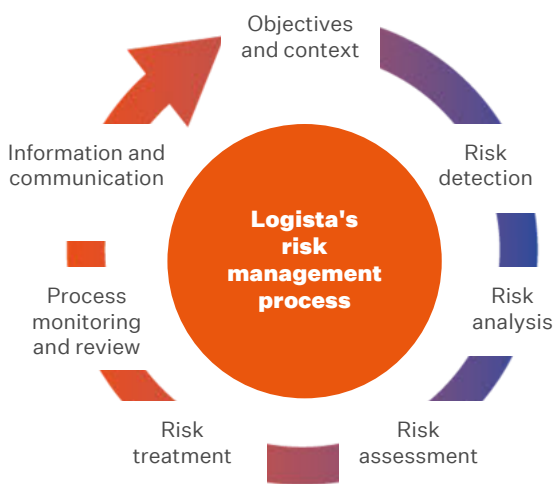 Objectives
and context
Risk
detection
Risk
analysis
Risk
assessment
Risk
treatment
Process
monitoring
and review
Information and
communication
Logista's
risk
management
process